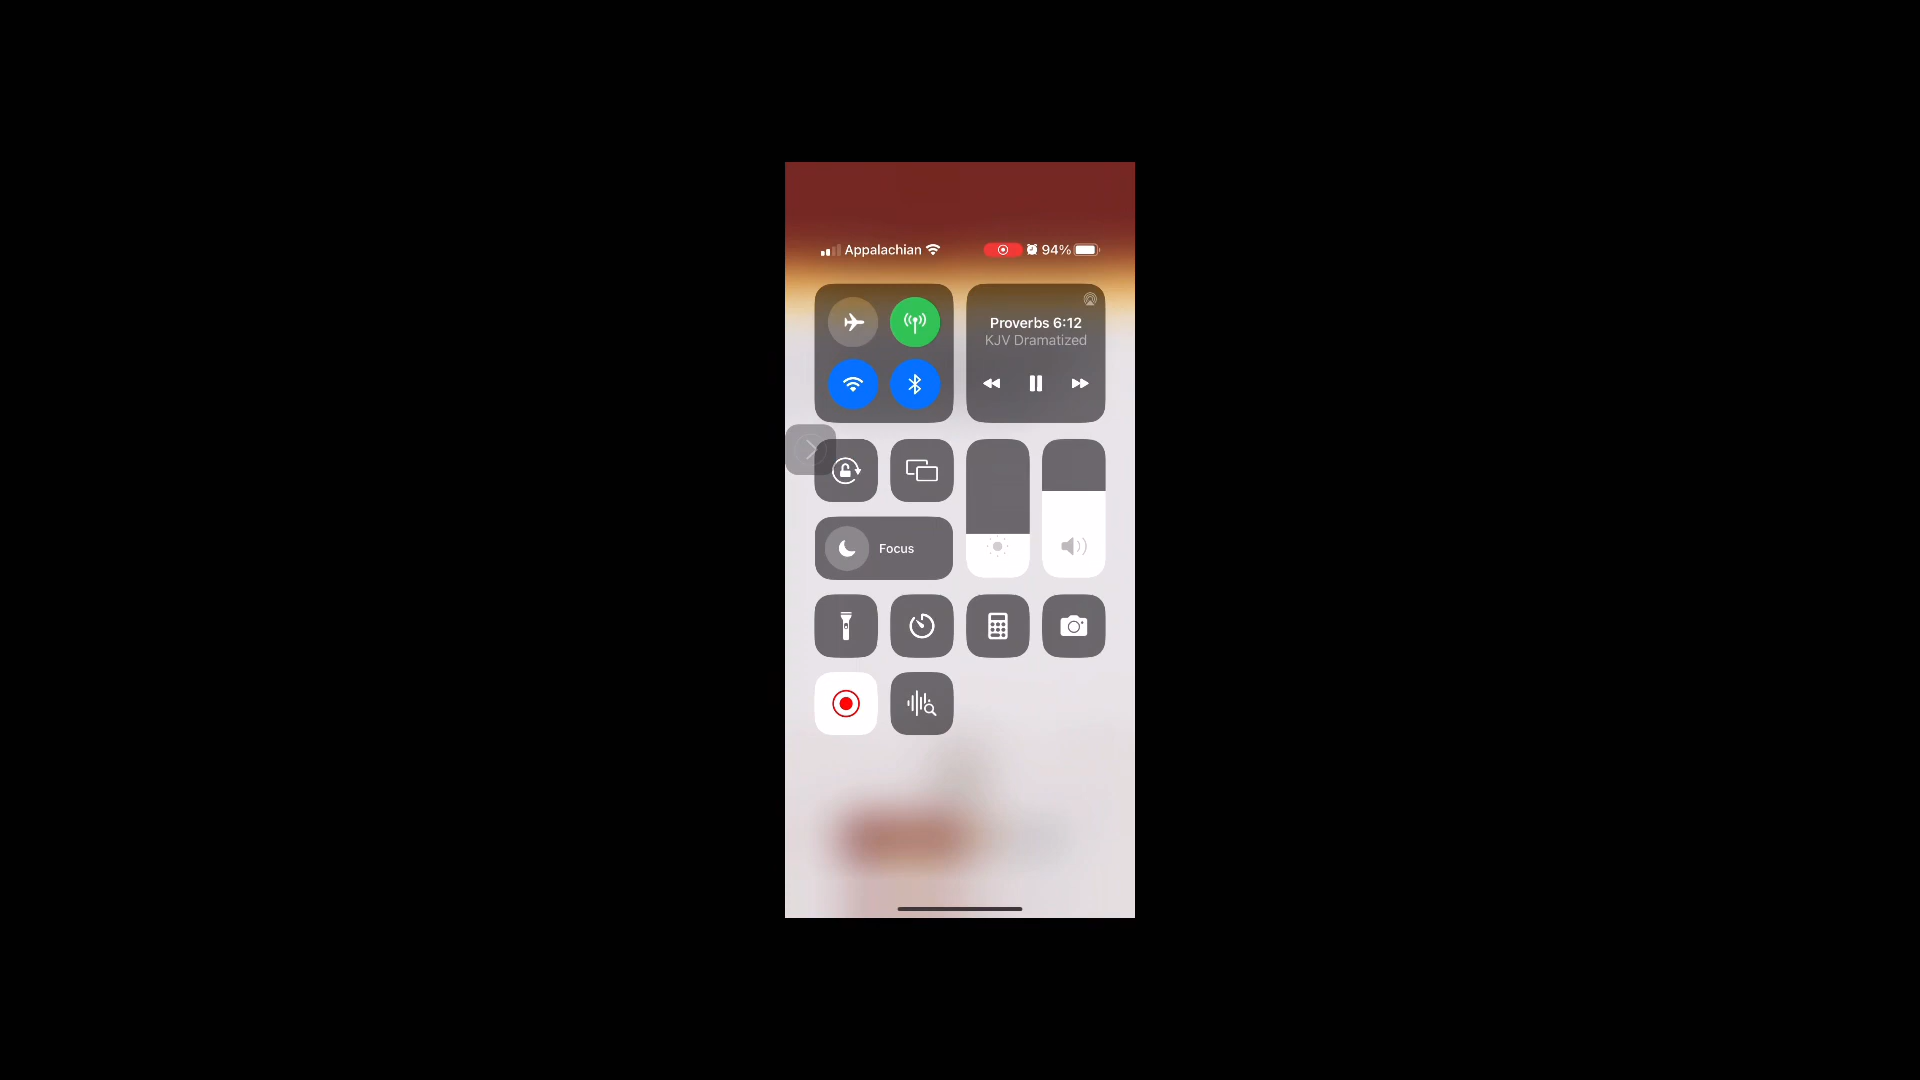 Appalachian
94%
Proverbs 6:12
KJV Dramatized
Focus